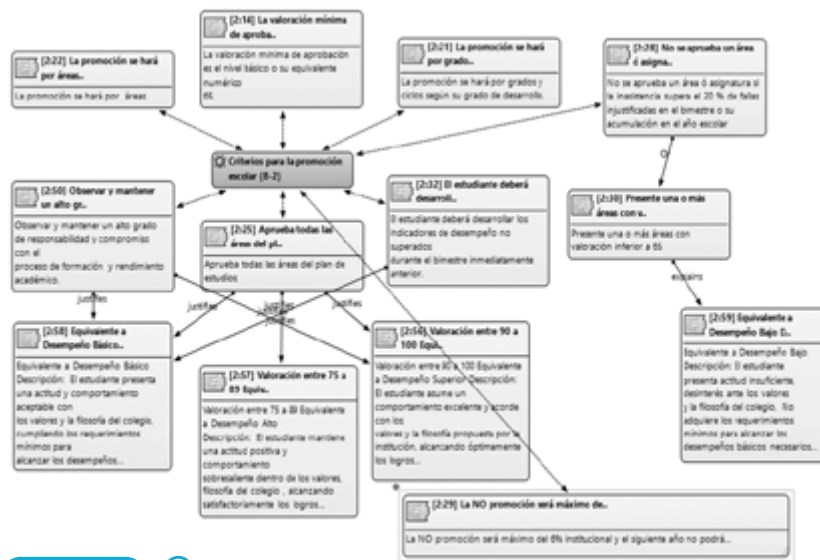 [2:14] La valoración mínima
de aproba..
La valoración mínima de aprobación
es el nivel básico o su equivalente
numérico
[2:22] La promoción se hará
por áreas..
La promoción se hará por áreas
[2:21] La promoción se hará
por grado...
La promoción se hará por grados y
ciclos según su grado de desarrollo.
[2:28] No se aprueba un área
ó asigna...
No se aprueba un área ó asignatura si
la inasistencia supera el 20 % de fallas
injustificadas en el bimestre o su
acumulación en el año escolar
Criterios para la promoción
escolar {8-2}
[2:50] Observar y mantener
un alto gr..
Observar y mantener un alto grado
de responsabilidad y compromiso
con el
proceso de formación y rendimiento
académico.
[2:25] Aprueba todas las
áreas del pl..
Aprueba todas las áreas del plan de
estudios
[2:32] El estudiante deberá
desarroll..
El estudiante deberá desarrollar los
indicadores de desempeño no
superados
durante el bimestre inmediatamente
anterior.
[2:30] Presente una o más
áreas con v..
Presente una o más áreas con
valoración inferior a 65
explains
justifies
justifies
justifies
justifies
justifies
[2:58] Equivalente a
Desempeño Básico...
Equivalente a Desempeño Básico
Descripción: El estudiante presenta
una actitud y comportamiento
aceptable con
los valores y la filosofía del colegio,
cumpliendo los requerimientos
mínimos para
alcanzar los desempeños...
[2:57] Valoración entre 75 a
89 Equiv..
Valoración entre 75 a 89 Equivalente
a Desempeño Alto
Descripción: El estudiante mantiene
una actitud positiva y
comportamiento
sobresaliente dentro de los valores,
filosofía del colegio , alcanzando
satisfactoriamente los logros...
[2:56] Valoración entre 90 a
100 Equi..
Valoración entre 90 a 100 Equivalente
a Desempeño Superior Descripción:
El estudiante asume un
comportamiento excelente y acorde
con los
valores y la filosofía propuesta por la
institución, alcanzando óptimamente
los logros...
[2:59] Equivalente a
Desempeño Bajo D..
Equivalente a Desempeño Bajo
Descripción: El estudiante
presenta actitud insuficiente,
desinterés ante los valores
y la filosofía del colegio, No
adquiere los requerimientos
mínimos para alcanzar los
desempeños básicos necesarios...
[2:29] La NO promoción será máximo de..
La NO promoción será máximo del 6% institucional y el siguiente año no podrá...